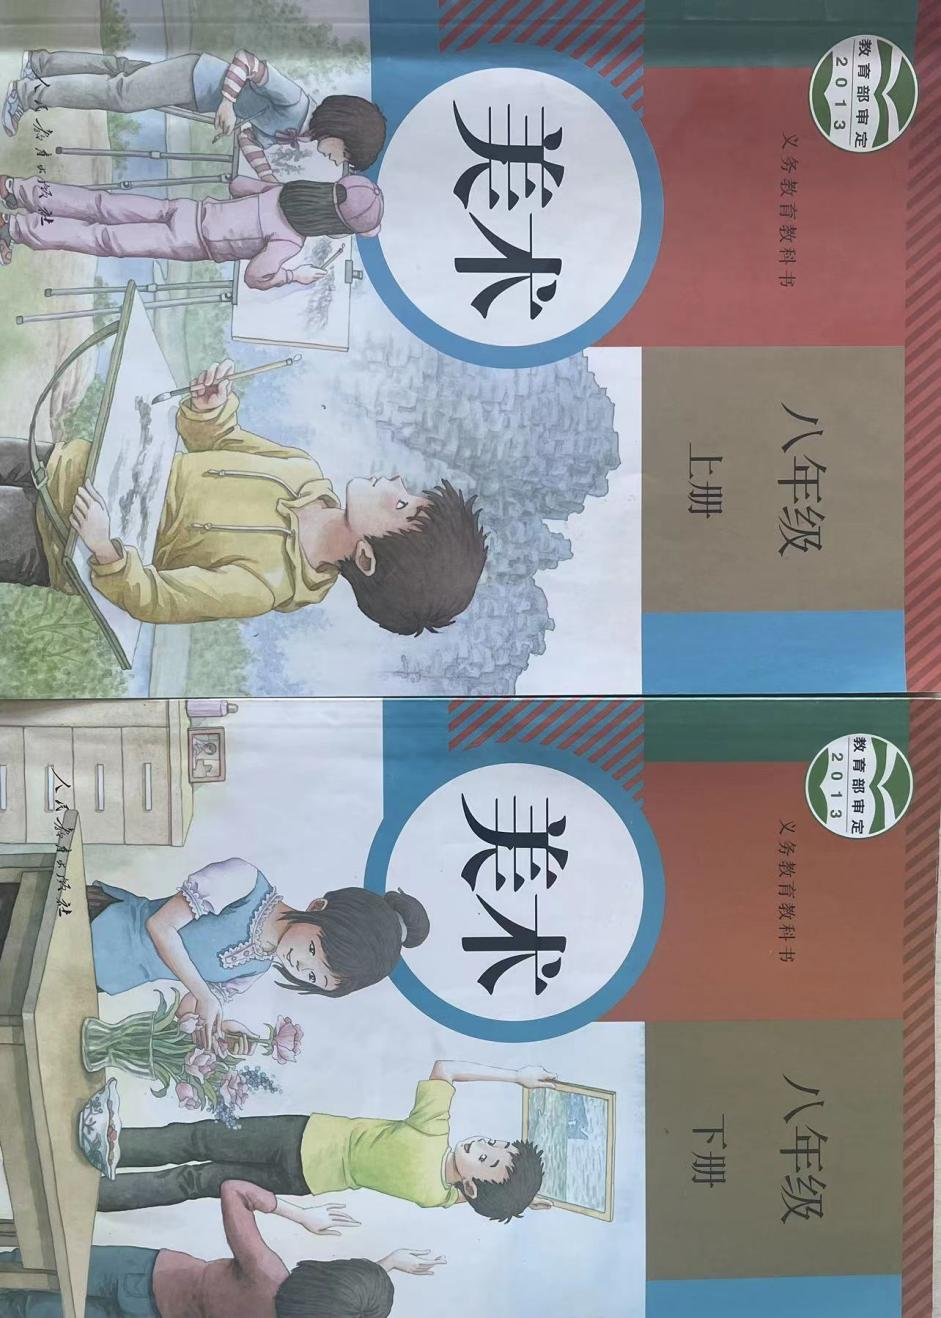 教育部审定
2013
义务教育教科书
八年级
上册
美术
人民教育出版社
教育部审定
2013
义务教育教科书
八年级
下册
美术
人民教育出版社